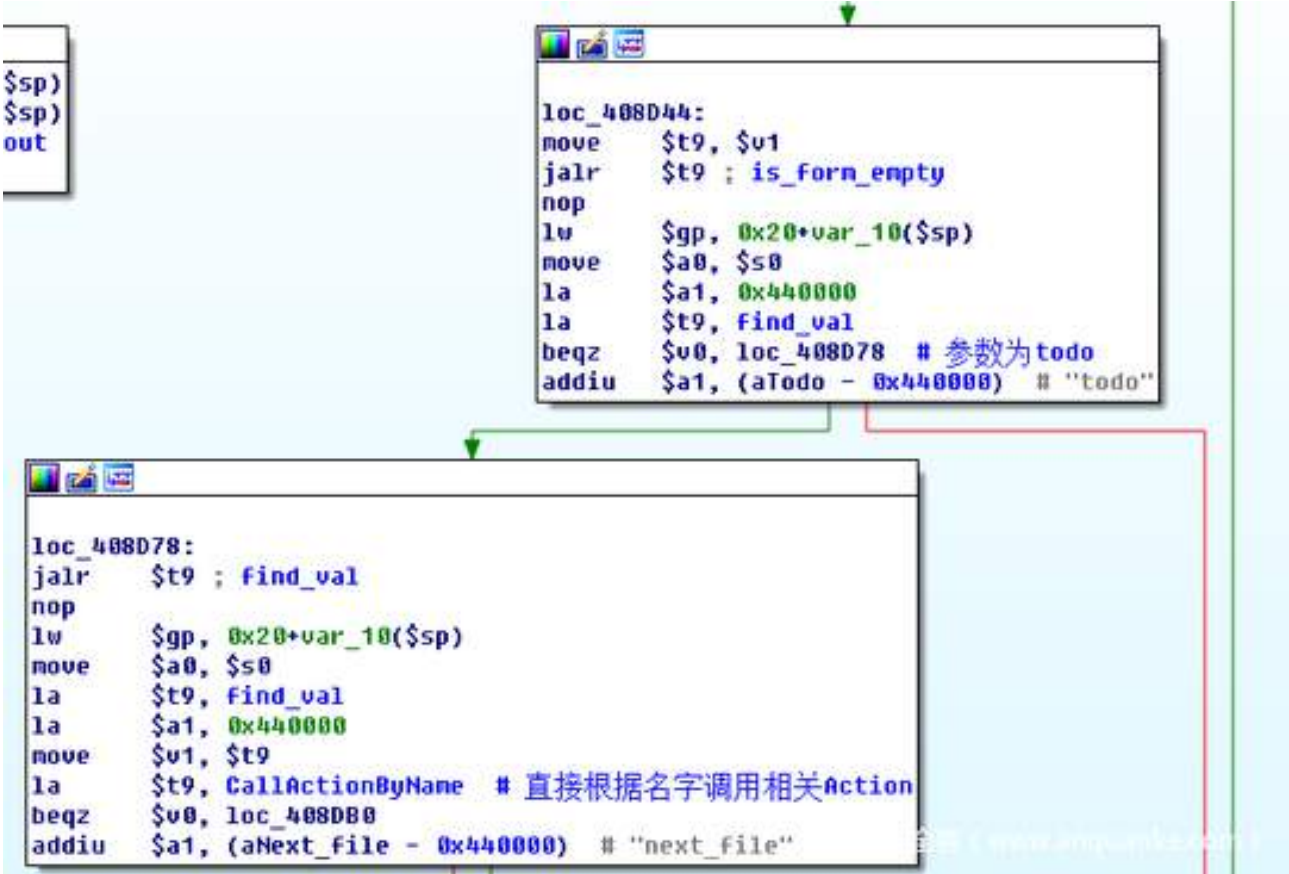 $sp)
$sp)
out
loc_408D44:
move $t9, $v1
jalr $t9 ; is_form_empty
nop
lw $gp, 0x20+var_10($sp)
move $a0, $s0
la $a1, 0x440000
la $t9, find_val
beqz $v0, loc_408D78 # 参数为todo
addiu $a1, (aTodo - 0x440000) # "todo"
loc_408D78:
jalr $t9 ; find_val
nop
lw $gp, 0x20+var_10($sp)
move $a0, $s0
la $t9, find_val
la $a1, 0x440000
move $v1, $t9
la $t9, CallActionByName # 直接根据名字调用相关Action
beqz $v0, loc_408DB0
addiu $a1, (aNext_file - 0x440000) # "next_file"